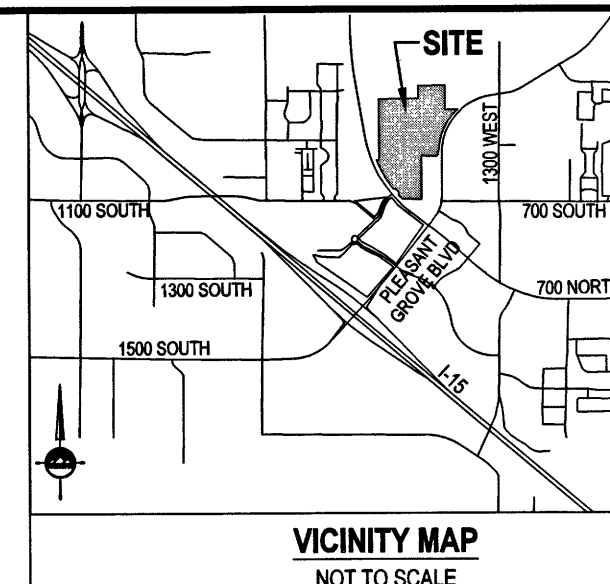 SITE
1300 WEST
1100 SOUTH
700 SOUTH
PLEASANT
GROVE BLVD
1300 SOUTH
700 NORT
1500 SOUTH
I-15
VICINITY MAP
NOT TO SCALE